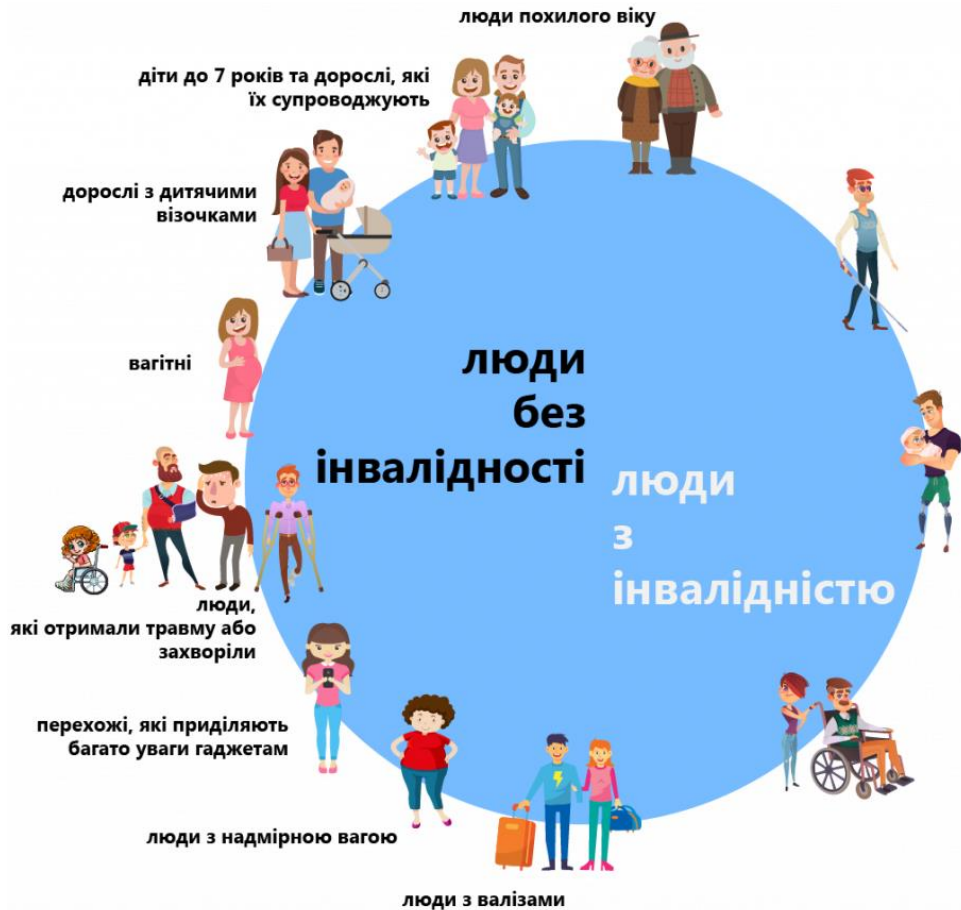 люди похилого віку
діти до 7 років та дорослі, які
їх супроводжують
дорослі з дитячими
візочками
вагітні
люди
без
інвалідності
люди
з
інвалідністю
люди,
які отримали травму або
захворіли
перехожі, які приділяють
багато уваги гаджетам
люди з надмірною вагою
люди з валізами